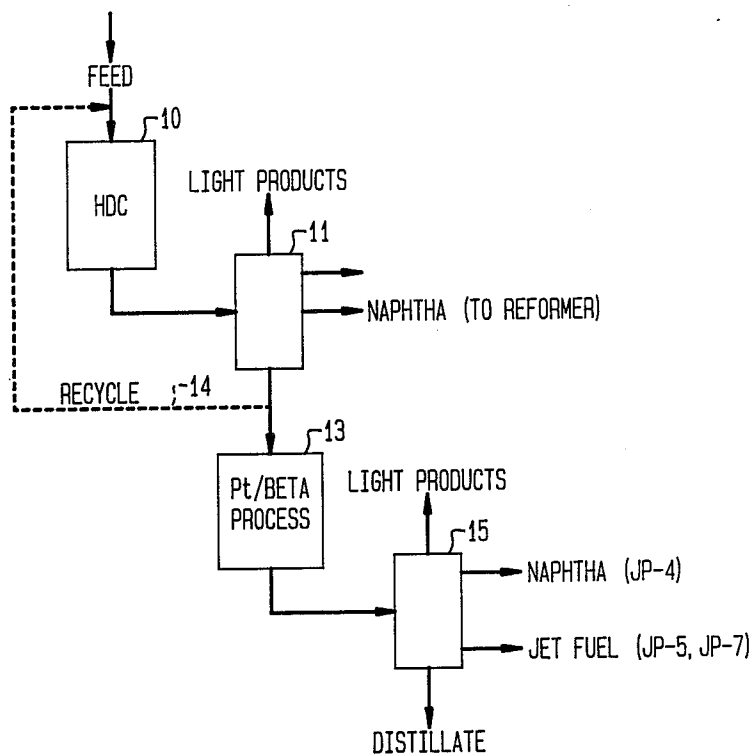 FEED
10
HDC
LIGHT PRODUCTS
11
NAPHTHA (TO REFORMER)
RECYCLE
14
13
Pt/BETA
PROCESS
LIGHT PRODUCTS
15
NAPHTHA (JP-4)
JET FUEL (JP-5, JP-7)
DISTILLATE